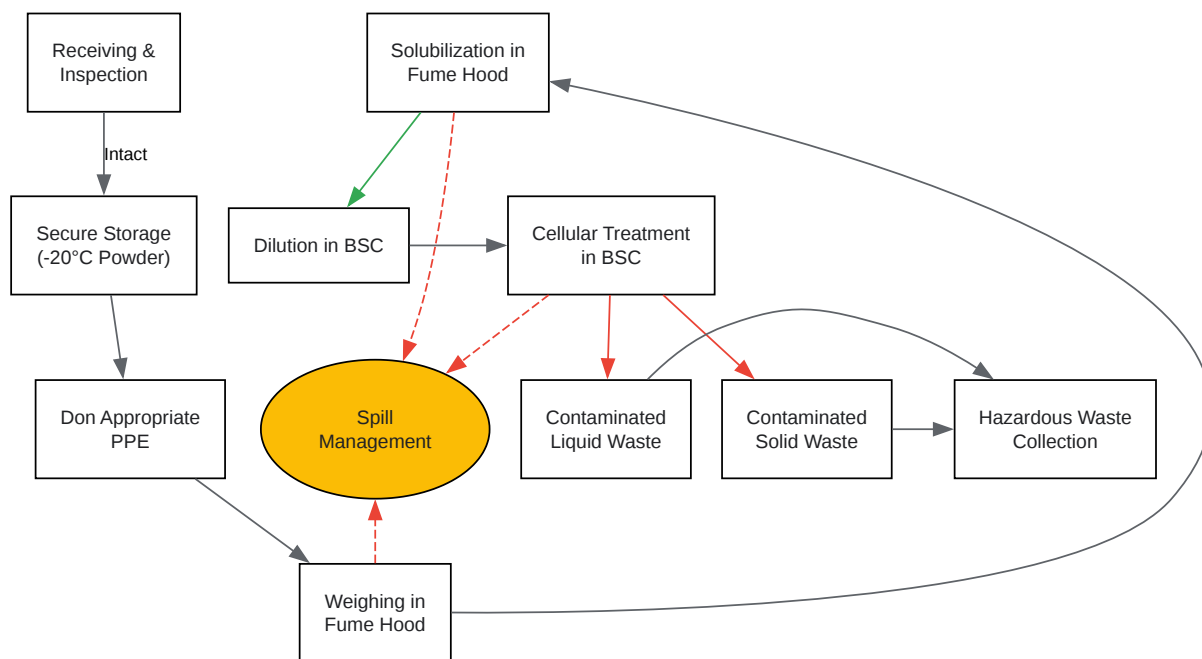 Receiving &
Inspection
Solubilization in
Fume Hood
Intact
Secure Storage
(-20°C Powder)
Dilution in BSC
Cellular Treatment
in BSC
Don Appropriate
PPE
Spill
Management
Contaminated
Liquid Waste
Contaminated
Solid Waste
Hazardous Waste
Collection
Weighing in
Fume Hood